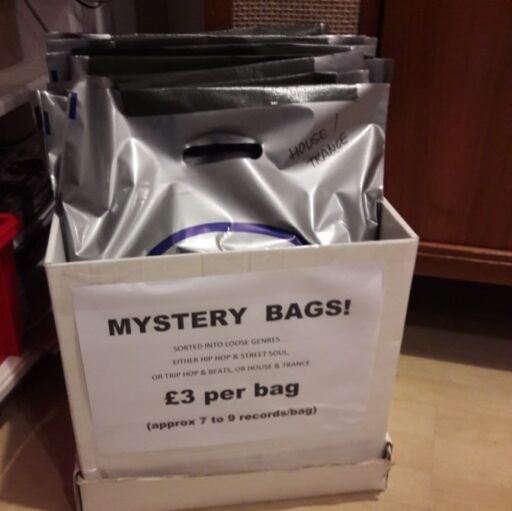 HOUSE /
TRANCE
MYSTERY BAGS!
SORTED INTO LOOSE GENRES....
EITHER HIP HOP & STREET SOUL,
OR TRIP HOP & BEATS, OR HOUSE & TRANCE
£3 per bag
(approx 7 to 9 records/bag)